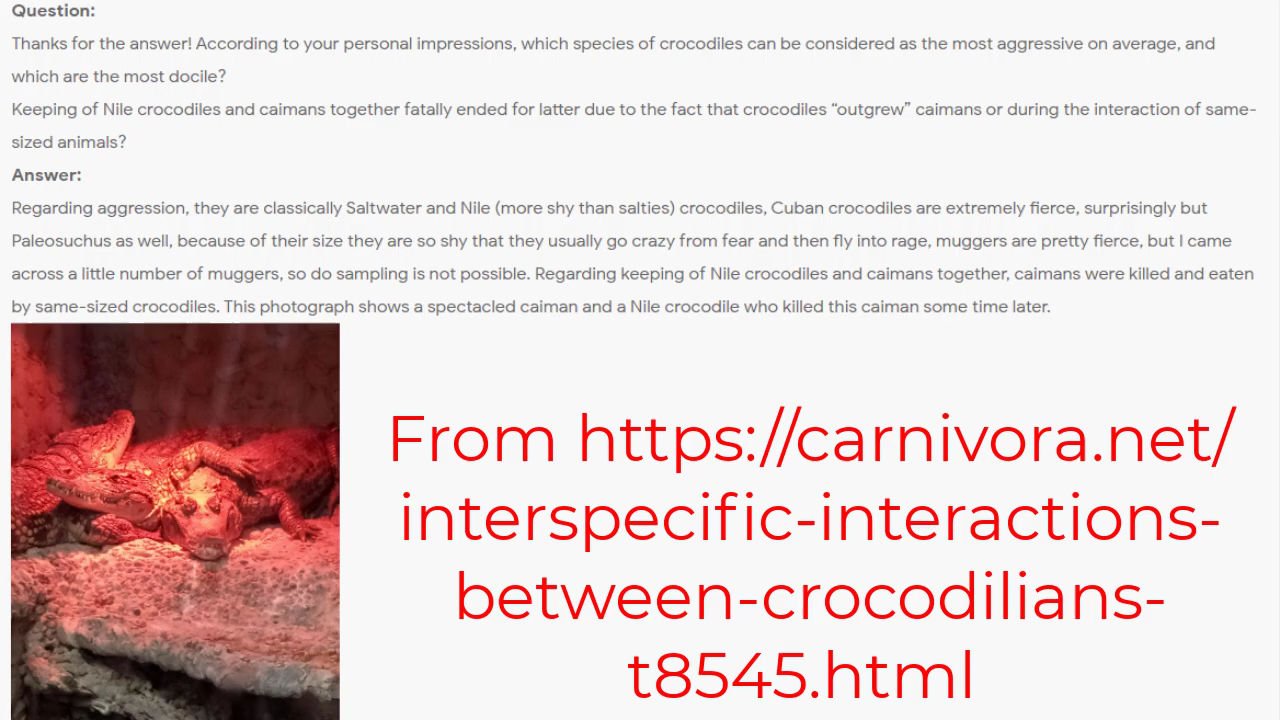 Question:
Thanks for the answer! According to your personal impressions, which species of crocodiles can be considered as the most aggressive on average, and
which are the most docile?
Keeping of Nile crocodiles and caimans together fatally ended for latter due to the fact that crocodiles “outgrew” caimans or during the interaction of same-
sized animals?
Answer:
Regarding aggression, they are classically Saltwater and Nile (more shy than salties) crocodiles, Cuban crocodiles are extremely fierce, surprisingly but
Paleosuchus as well, because of their size they are so shy that they usually go crazy from fear and then fly into rage, muggers are pretty fierce, but I came
across a little number of muggers, so do sampling is not possible. Regarding keeping of Nile crocodiles and caimans together, caimans were killed and eaten
by same-sized crocodiles. This photograph shows a spectacled caiman and a Nile crocodile who killed this caiman some time later.
From https://carnivora.net/
interspecific-interactions-
between-crocodilians-
t8545.html